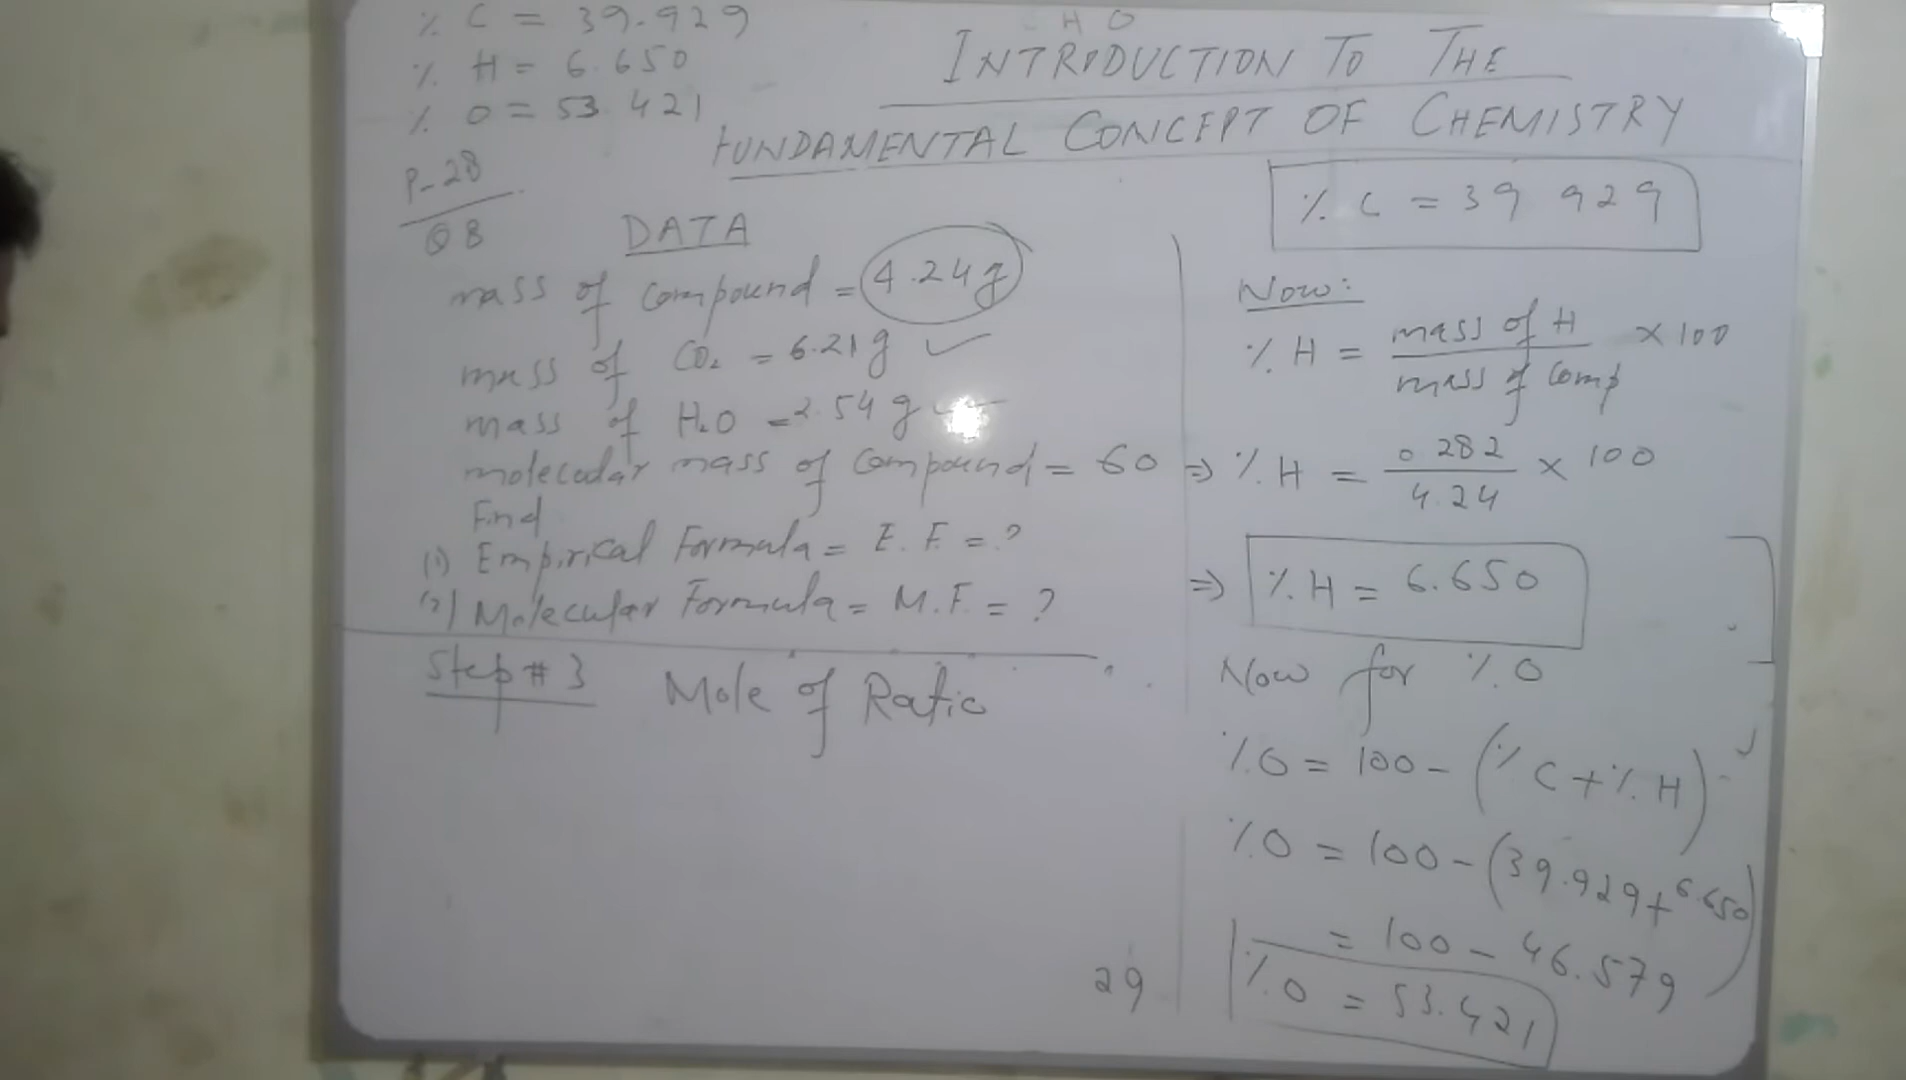 % C = 39.929
% H = 6.650
% O = 53.421
H O
INTRODUCTION TO THE
FUNDAMENTAL CONCEPT OF CHEMISTRY
P-28
Q8
DATA
mass of compound = 4.24g
mass of CO₂ = 6.21g ✓
mass of H₂O = 2.54g
molecular mass of compound = 60
Find
(1) Empirical Formula = E.F. = ?
(2) Molecular Formula = M.F. = ?
Step # 3 Mole of Ratio
29
% C = 39 929
Now:
% H = mass of H / mass of comp × 100
⇒ % H = 0 282 / 4.24 × 100
⇒ % H = 6.650
Now for % O
% O = 100 - (% C + % H)
% O = 100 - (39.929 + 6.650)
= 100 - 46.579
% O = 53.421